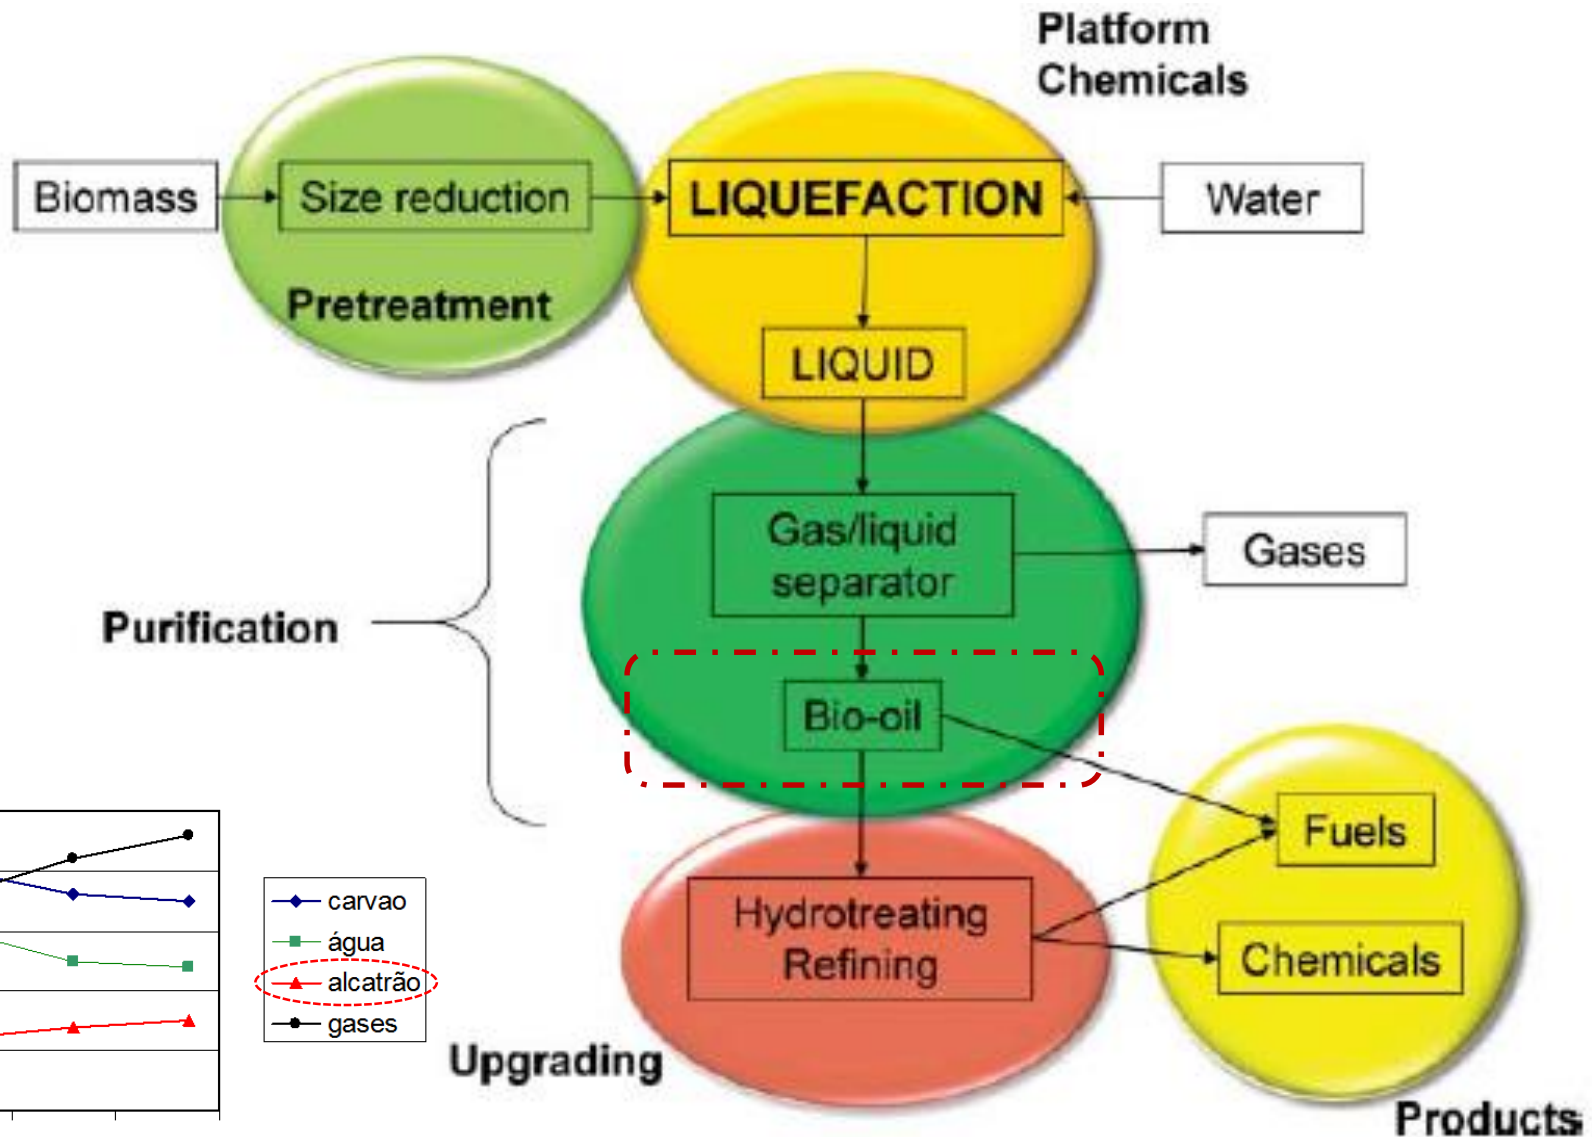 Platform
Chemicals
Biomass
Size reduction
LIQUEFACTION
Water
Pretreatment
LIQUID
Gas/liquid
separator
Gases
Purification
Bio-oil
Fuels
Hydrotreating
Refining
Chemicals
carvao
água
alcatrão
gases
Upgrading
Products